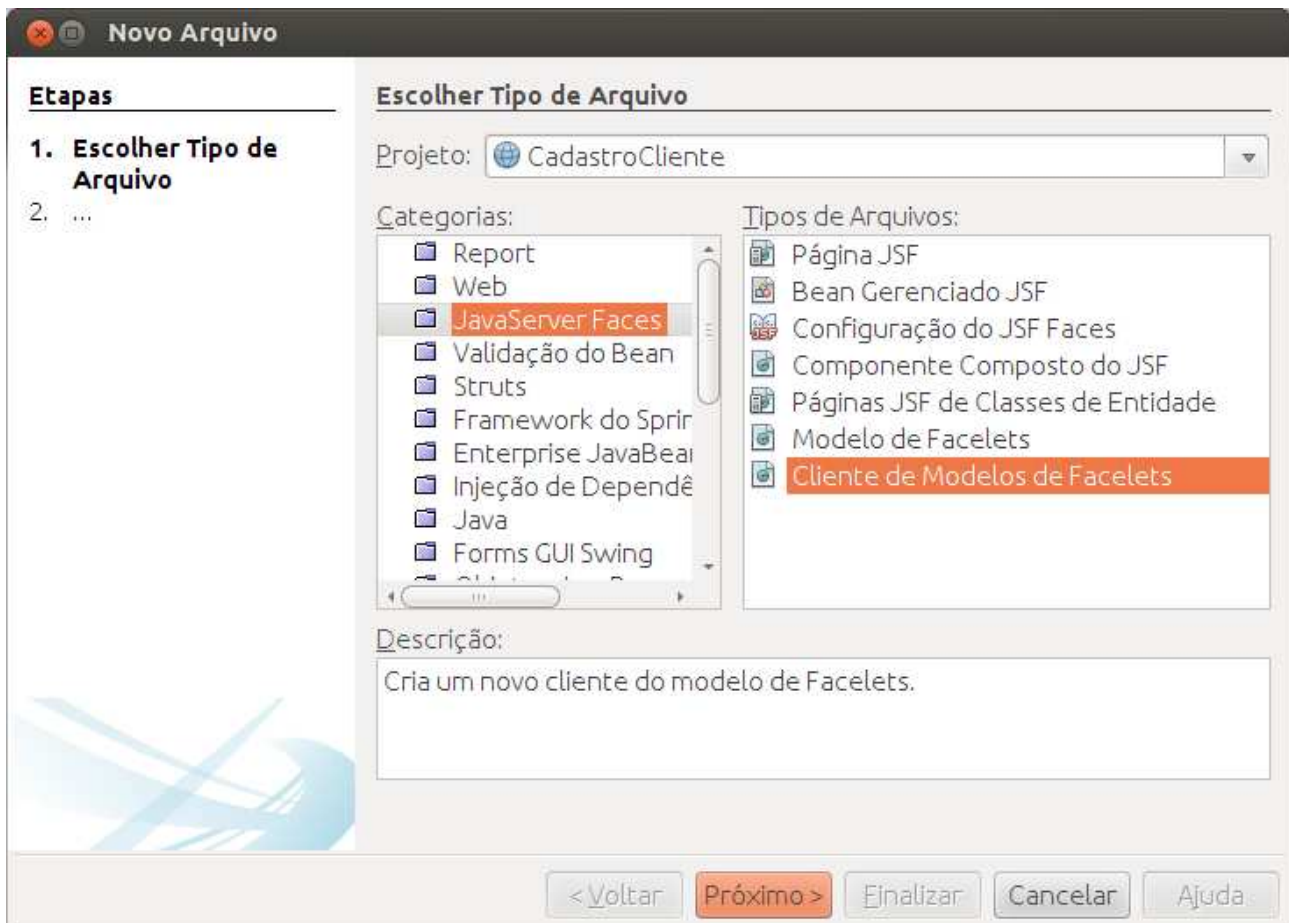 Novo Arquivo
Etapas
1. Escolher Tipo de
Arquivo
2. ...
Escolher Tipo de Arquivo
Projeto: CadastroCliente
Categorias:
Report
Web
JavaServer Faces
Validação do Bean
Struts
Framework do Sprin
Enterprise JavaBea
Injeção de Dependê
Java
Forms GUI Swing
Tipos de Arquivos:
Página JSF
Bean Gerenciado JSF
Configuração do JSF Faces
Componente Composto do JSF
Páginas JSF de Classes de Entidade
Modelo de Facelets
Cliente de Modelos de Facelets
Descrição:
Cria um novo cliente do modelo de Facelets.
< Voltar Próximo > Finalizar Cancelar Ajuda